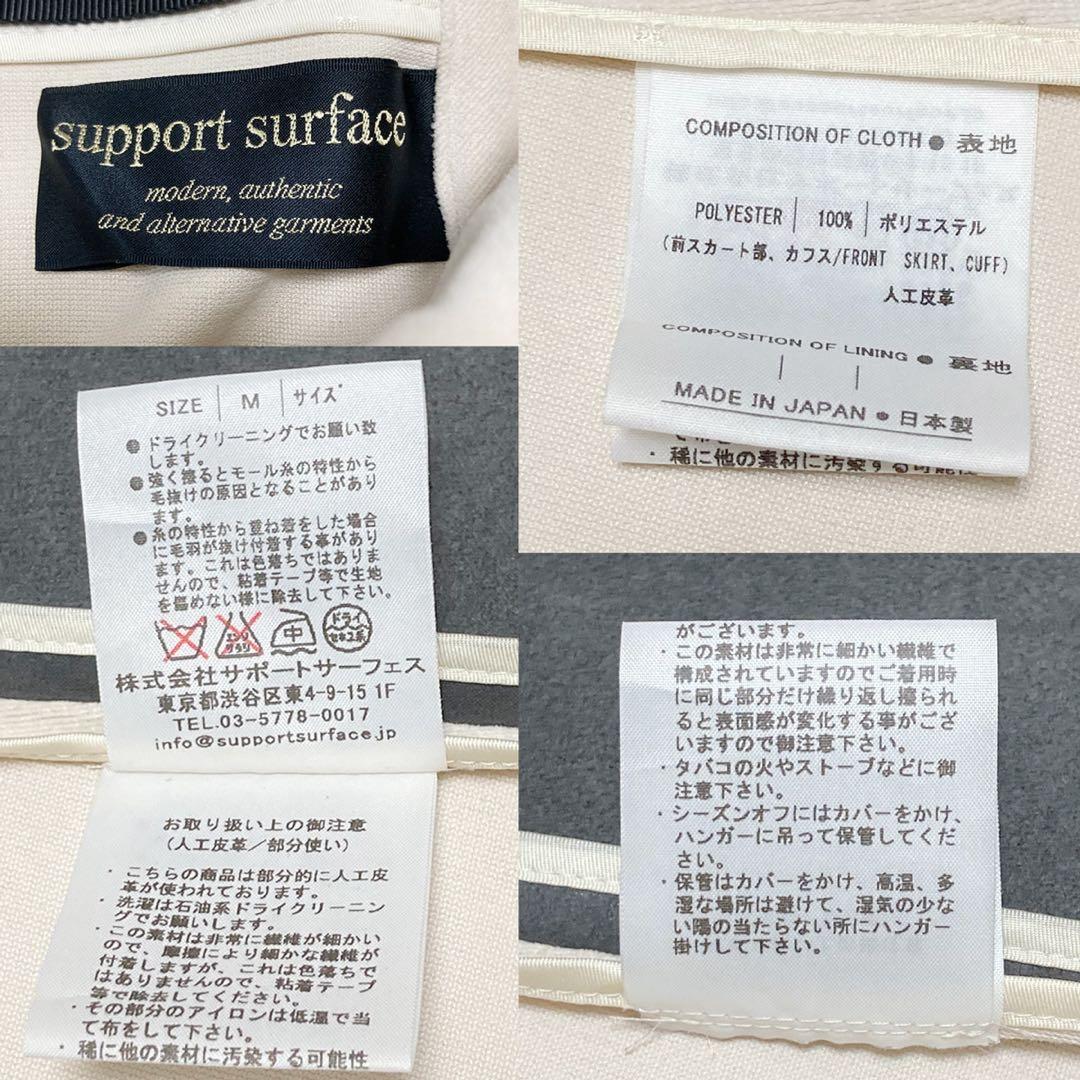 support surface
modern, authentic
and alternative garments
COMPOSITION OF CLOTH ● 表地
POLYESTER | 100% | ポリエステル
(前スカート部、カフス/FRONT SKIRT、CUFF)
人工皮革
COMPOSITION OF LINING ● 裏地
MADE IN JAPAN ● 日本製
・稀に他の素材に汚染する可能性
SIZE | M | サイズ
● ドライクリーニングでお願い致
します。
● 強く擦るとモール糸の特性から
毛抜けの原因となることがあり
ます。
● 糸の特性から重ね着をした場合
に毛羽が抜け付着する事があり
ます。これは色落ちではありま
せんので、粘着テープ等で生地
を傷めない様に除去して下さい。
エンソ
サラシ
中
ドライ
セキユ系
株式会社サポートサーフェス
東京都渋谷区東4-9-15 1F
TEL.03-5778-0017
info@supportsurface.jp
お取り扱い上の御注意
(人工皮革／部分使い)
・こちらの商品は部分的に人工皮
革が使われております。
・洗濯は石油系ドライクリーニン
グでお願いします。
・この素材は非常に繊維が細かい
ので、摩擦により細かな繊維が
付着しますが、これは色落ちで
はありませんので、粘着テープ
等で除去してください。
・その部分のアイロンは低温で当
て布をして下さい。
・稀に他の素材に汚染する可能性
がございます。
・この素材は非常に細かい繊維で
構成されていますのでご着用時
に同じ部分だけ繰り返し擦られ
ると表面感が変化する事がござ
いますので御注意下さい。
・タバコの火やストーブなどに御
注意下さい。
・シーズンオフにはカバーをかけ、
ハンガーに吊って保管してくだ
さい。
・保管はカバーをかけ、高温、多
湿な場所は避けて、湿気の少な
い陽の当たらない所にハンガー
掛けして下さい。